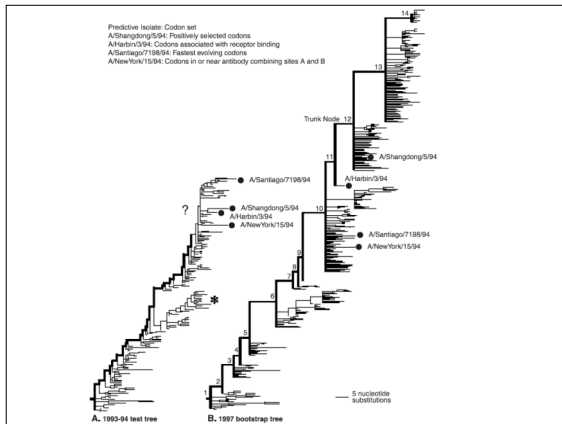 Predictive Isolate: Codon set
A/Shangdong/5/94: Positively selected codons
A/Harbin/3/94: Codons associated with receptor binding
A/Santiago/7198/94: Fastest evolving codons
A/NewYork/15/94: Codons in or near antibody combining sites A and B
14
13
12
Trunk Node
11
A/Shangdong/5/94
A/Harbin/3/94
A/Santiago/7198/94
?
A/Shangdong/5/94
A/Harbin/3/94
A/NewYork/15/94
10
A/Santiago/7198/94
A/NewYork/15/94
9
8
7
*
6
5
4
3
2
1
5 nucleotide
substitutions
A. 1993-94 test tree
B. 1997 bootstrap tree